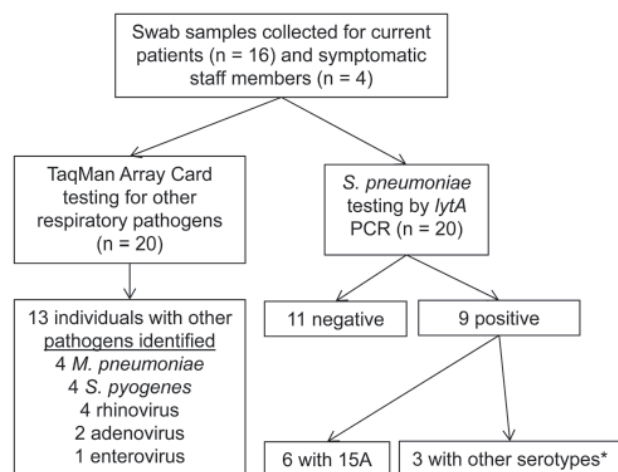 Swab samples collected for current
patients (n = 16) and symptomatic
staff members (n = 4)
TaqMan Array Card
testing for other
respiratory pathogens
(n = 20)
S. pneumoniae
testing by lytA
PCR (n = 20)
13 individuals with other
pathogens identified
4 M. pneumoniae
4 S. pyogenes
4 rhinovirus
2 adenovirus
1 enterovirus
11 negative
9 positive
6 with 15A
3 with other serotypes*